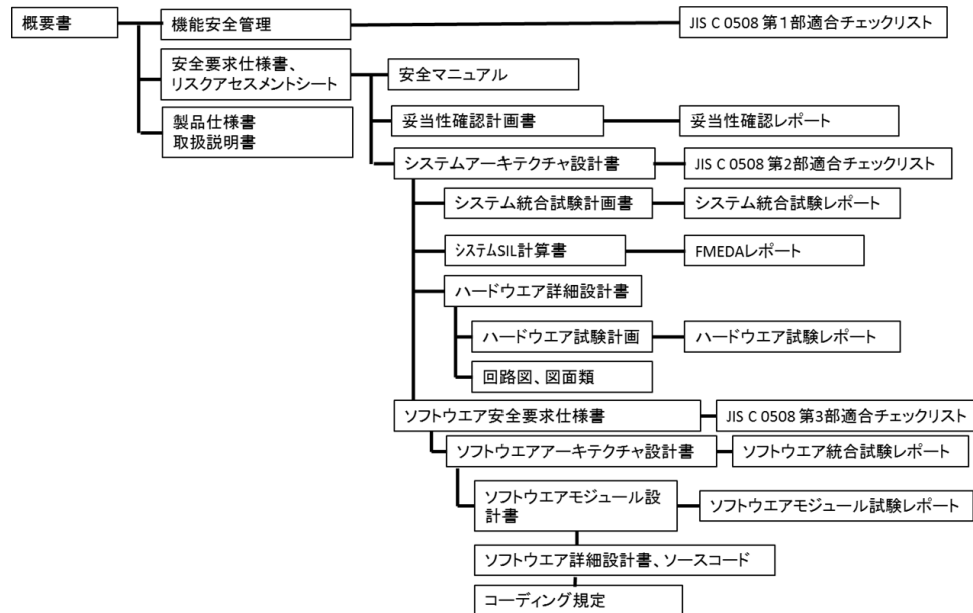 概要書
機能安全管理
JIS C 0508 第1部適合チェックリスト
安全要求仕様書、
リスクアセスメントシート
安全マニュアル
製品仕様書
取扱説明書
妥当性確認計画書
妥当性確認レポート
システムアーキテクチャ設計書
JIS C 0508 第2部適合チェックリスト
システム統合試験計画書
システム統合試験レポート
システムSIL計算書
FMEDAレポート
ハードウエア詳細設計書
ハードウエア試験計画
ハードウエア試験レポート
回路図、図面類
ソフトウエア安全要求仕様書
JIS C 0508 第3部適合チェックリスト
ソフトウエアアーキテクチャ設計書
ソフトウエア統合試験レポート
ソフトウエアモジュール設
計書
ソフトウエアモジュール試験レポート
ソフトウエア詳細設計書、ソースコード
コーディング規定